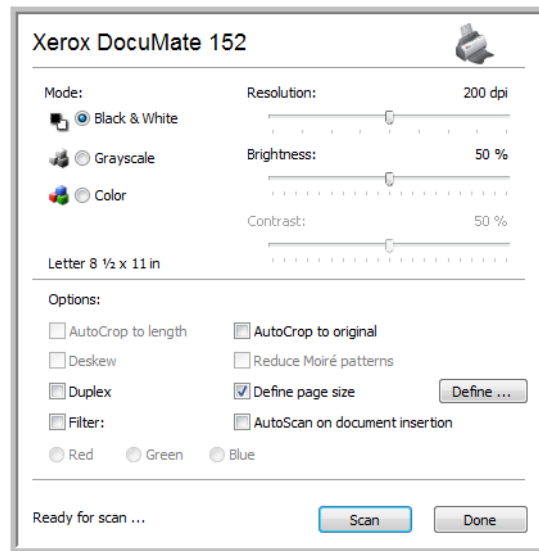 Xerox DocuMate 152
Mode:
Resolution: 200 dpi
Black & White
Grayscale
Brightness: 50 %
Color
Contrast: 50 %
Letter 8 ½ x 11 in
Options:
AutoCrop to length AutoCrop to original
Deskew Reduce Moiré patterns
Duplex Define page size Define ...
Filter: AutoScan on document insertion
Red Green Blue
Ready for scan ... Scan Done